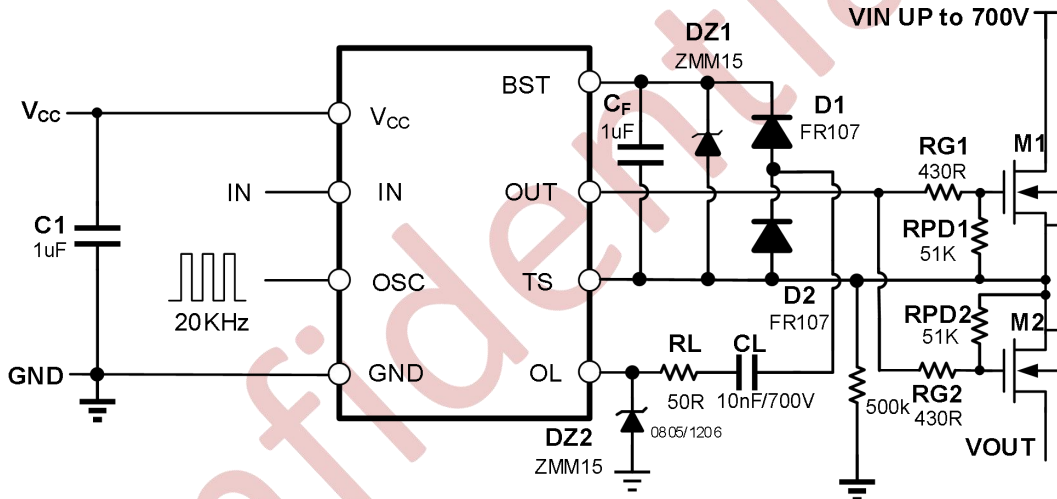 VIN UP to 700V
DZ1
ZMM15
BST
CF
1uF
D1
FR107
VCC
VCC
RG1
430R
M1
IN
IN
OUT
C1
1uF
RPD1
51K
OSC
20KHz
TS
D2
FR107
RPD2
51K
M2
GND
GND
OL
RL
50R
CL
10nF/700V
500k
RG2
430R
DZ2
ZMM15
0805/1206
VOUT
fidenti